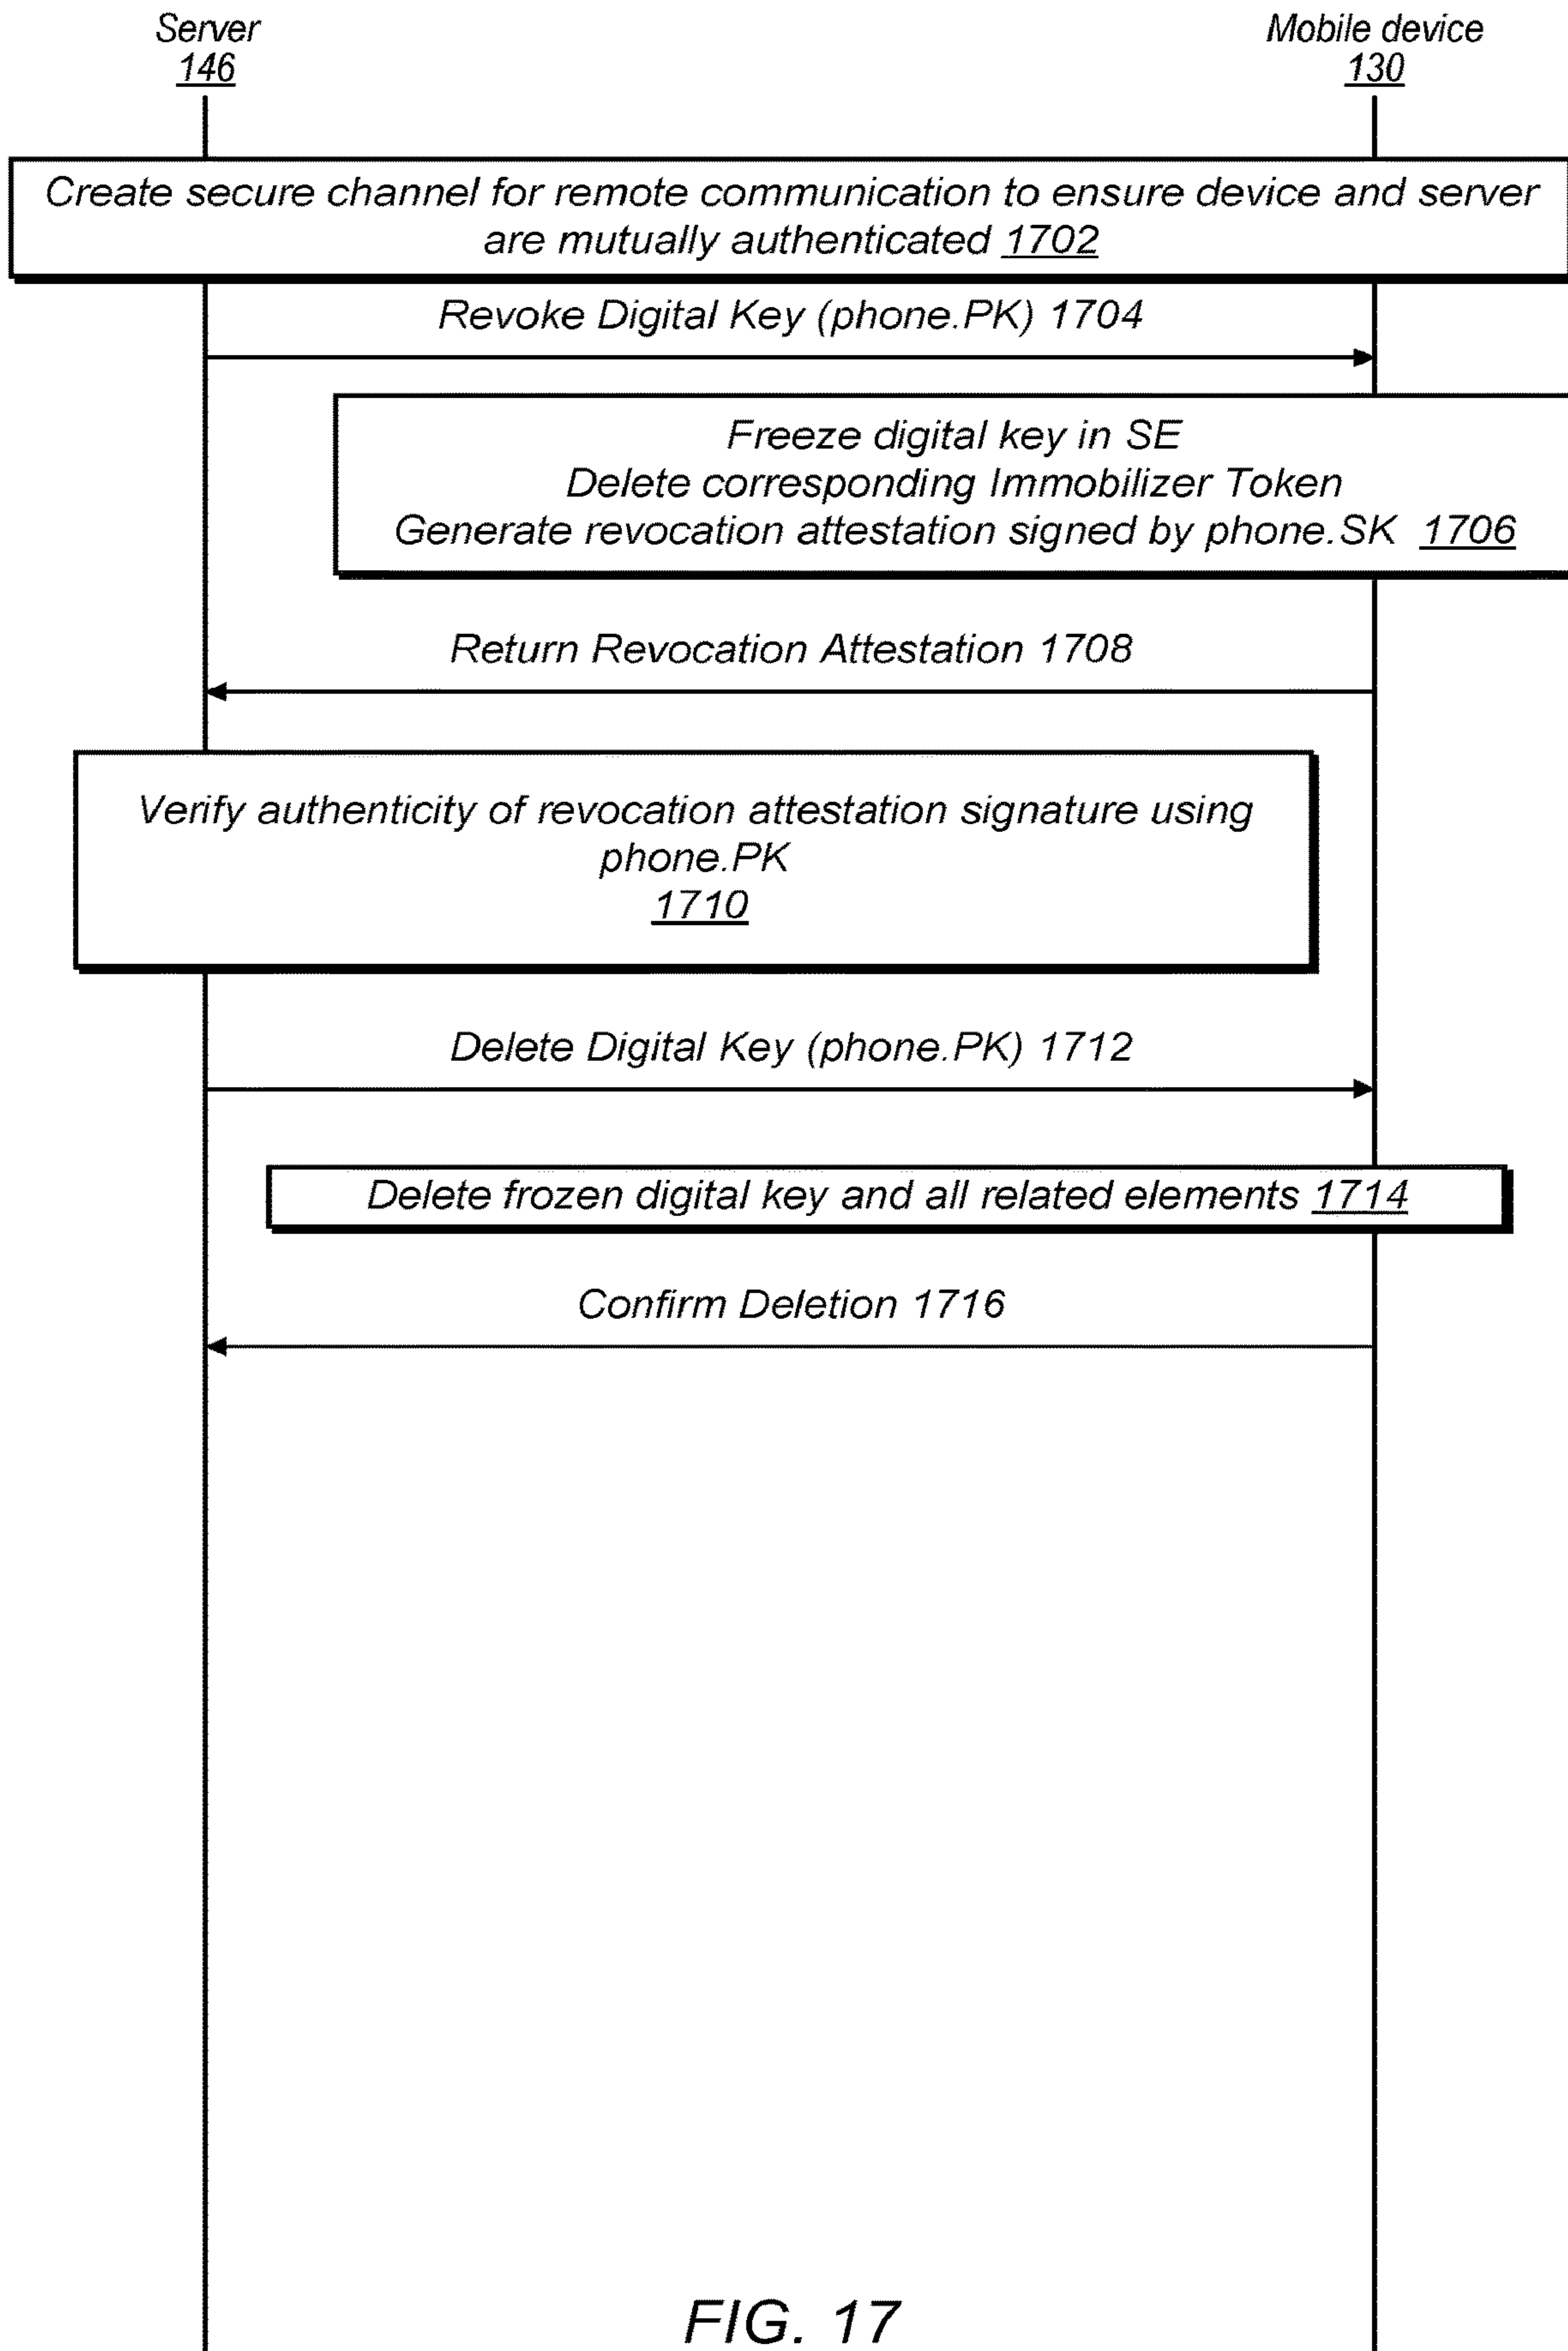 Server
146
Mobile device
130
Create secure channel for remote communication to ensure device and server
are mutually authenticated 1702
Revoke Digital Key (phone.PK) 1704
Freeze digital key in SE
Delete corresponding Immobilizer Token
Generate revocation attestation signed by phone.SK 1706
Return Revocation Attestation 1708
Verify authenticity of revocation attestation signature using
phone.PK
1710
Delete Digital Key (phone.PK) 1712
Delete frozen digital key and all related elements 1714
Confirm Deletion 1716
FIG. 17